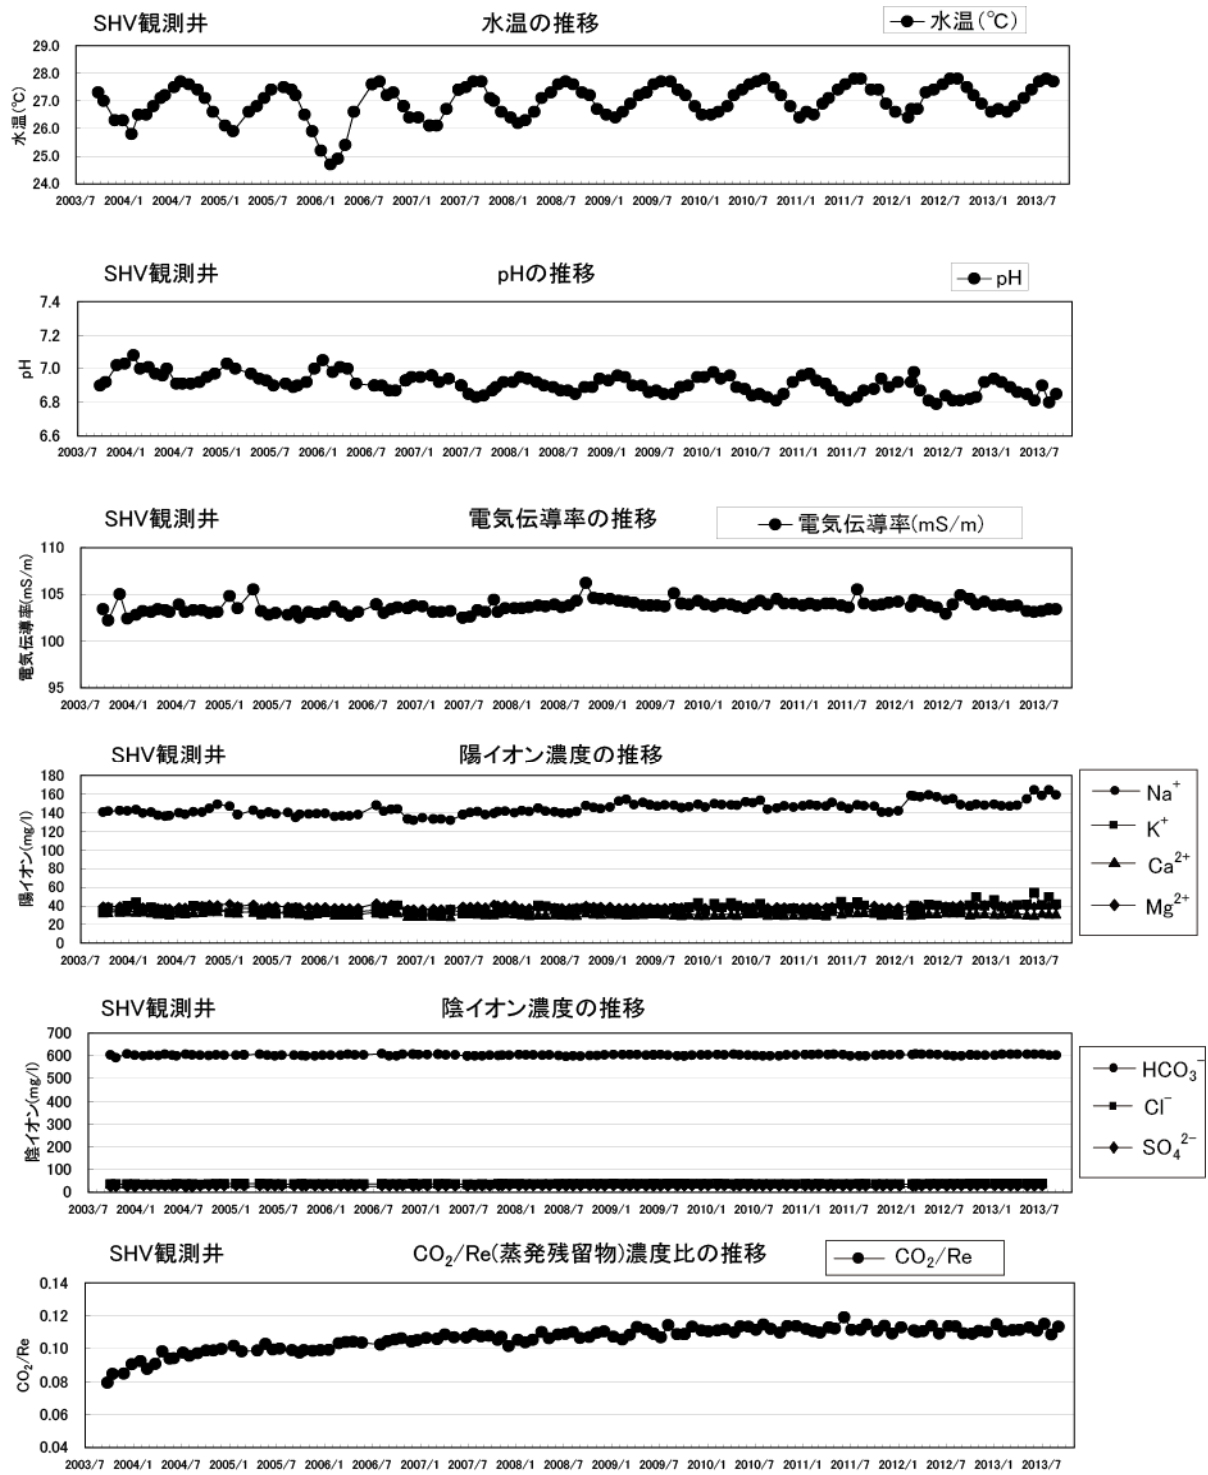 SHV観測井 水温の推移 水温(℃)
29.0
28.0
27.0
26.0
25.0
24.0
水温(℃)
2003/7 2004/1 2004/7 2005/1 2005/7 2006/1 2006/7 2007/1 2007/7 2008/1 2008/7 2009/1 2009/7 2010/1 2010/7 2011/1 2011/7 2012/1 2012/7 2013/1 2013/7
SHV観測井 pHの推移 pH
7.4
7.2
7.0
6.8
6.6
pH
2003/7 2004/1 2004/7 2005/1 2005/7 2006/1 2006/7 2007/1 2007/7 2008/1 2008/7 2009/1 2009/7 2010/1 2010/7 2011/1 2011/7 2012/1 2012/7 2013/1 2013/7
SHV観測井 電気伝導率の推移 電気伝導率(mS/m)
110
105
100
95
電気伝導率(mS/m)
2003/7 2004/1 2004/7 2005/1 2005/7 2006/1 2006/7 2007/1 2007/7 2008/1 2008/7 2009/1 2009/7 2010/1 2010/7 2011/1 2011/7 2012/1 2012/7 2013/1 2013/7
SHV観測井 陽イオン濃度の推移
180
160
140
120
100
80
60
40
20
0
陽イオン(mg/l)
Na⁺
K⁺
Ca²⁺
Mg²⁺
2003/7 2004/1 2004/7 2005/1 2005/7 2006/1 2006/7 2007/1 2007/7 2008/1 2008/7 2009/1 2009/7 2010/1 2010/7 2011/1 2011/7 2012/1 2012/7 2013/1 2013/7
SHV観測井 陰イオン濃度の推移
700
600
500
400
300
200
100
0
陰イオン(mg/l)
HCO₃⁻
Cl⁻
SO₄²⁻
2003/7 2004/1 2004/7 2005/1 2005/7 2006/1 2006/7 2007/1 2007/7 2008/1 2008/7 2009/1 2009/7 2010/1 2010/7 2011/1 2011/7 2012/1 2012/7 2013/1 2013/7
SHV観測井 CO₂/Re(蒸発残留物)濃度比の推移 CO₂/Re
0.14
0.12
0.10
0.08
0.06
0.04
CO₂/Re
2003/7 2004/1 2004/7 2005/1 2005/7 2006/1 2006/7 2007/1 2007/7 2008/1 2008/7 2009/1 2009/7 2010/1 2010/7 2011/1 2011/7 2012/1 2012/7 2013/1 2013/7